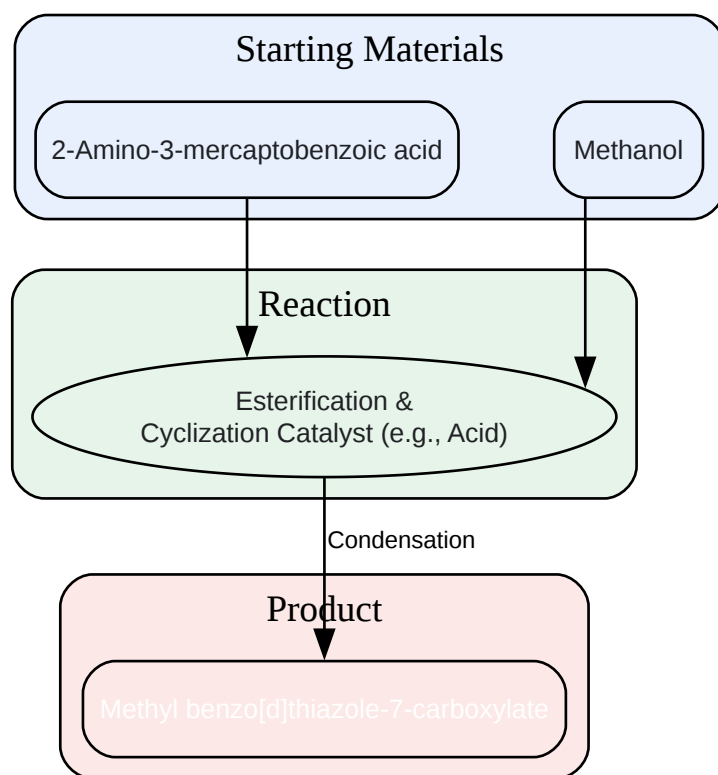 Starting Materials
2-Amino-3-mercaptobenzoic acid
Methanol
Reaction
Esterification &
Cyclization Catalyst (e.g., Acid)
Condensation
Product
Methyl benzo[d]thiazole-7-carboxylate